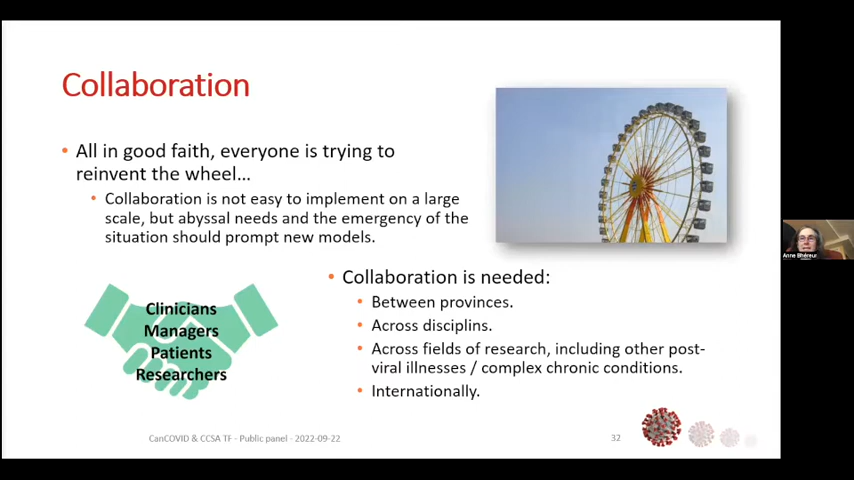 Collaboration
• All in good faith, everyone is trying to
reinvent the wheel...
• Collaboration is not easy to implement on a large
scale, but abyssal needs and the emergency of the
situation should prompt new models.
Clinicians
Managers
Patients
Researchers
• Collaboration is needed:
• Between provinces.
• Across disciplins.
• Across fields of research, including other post-
viral illnesses / complex chronic conditions.
• Internationally.
CanCOVID & CCSA TF - Public panel - 2022-09-22
32
Anne Bhéreur